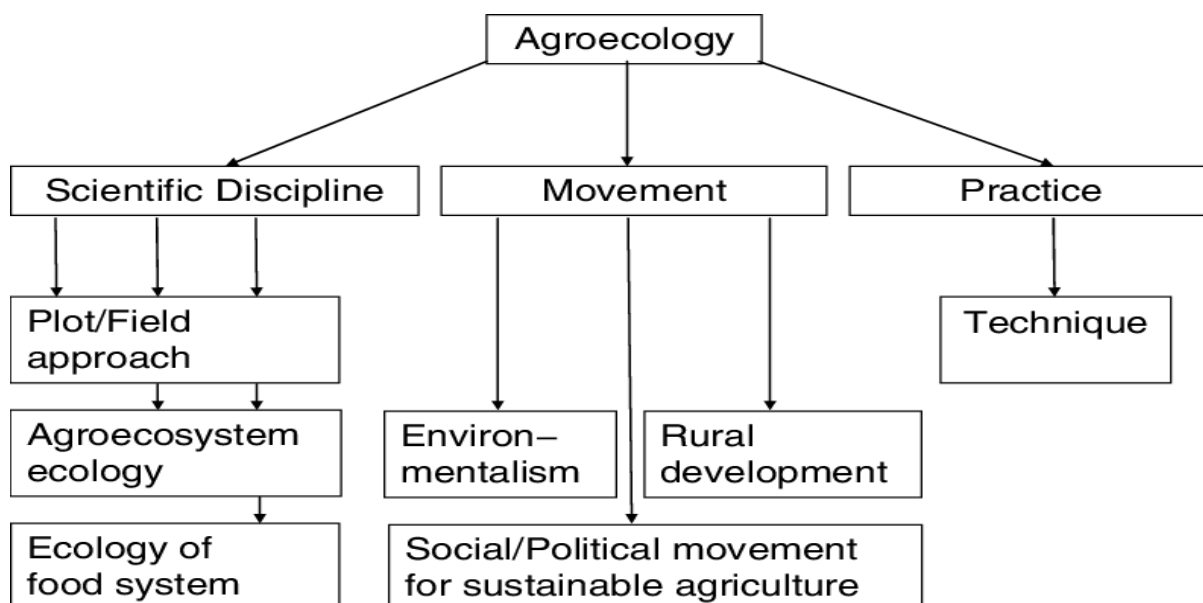 Agroecology
Scientific Discipline
Movement
Practice
Plot/Field
approach
Technique
Agroecosystem
ecology
Environ–
mentalism
Rural
development
Ecology of
food system
Social/Political movement
for sustainable agriculture